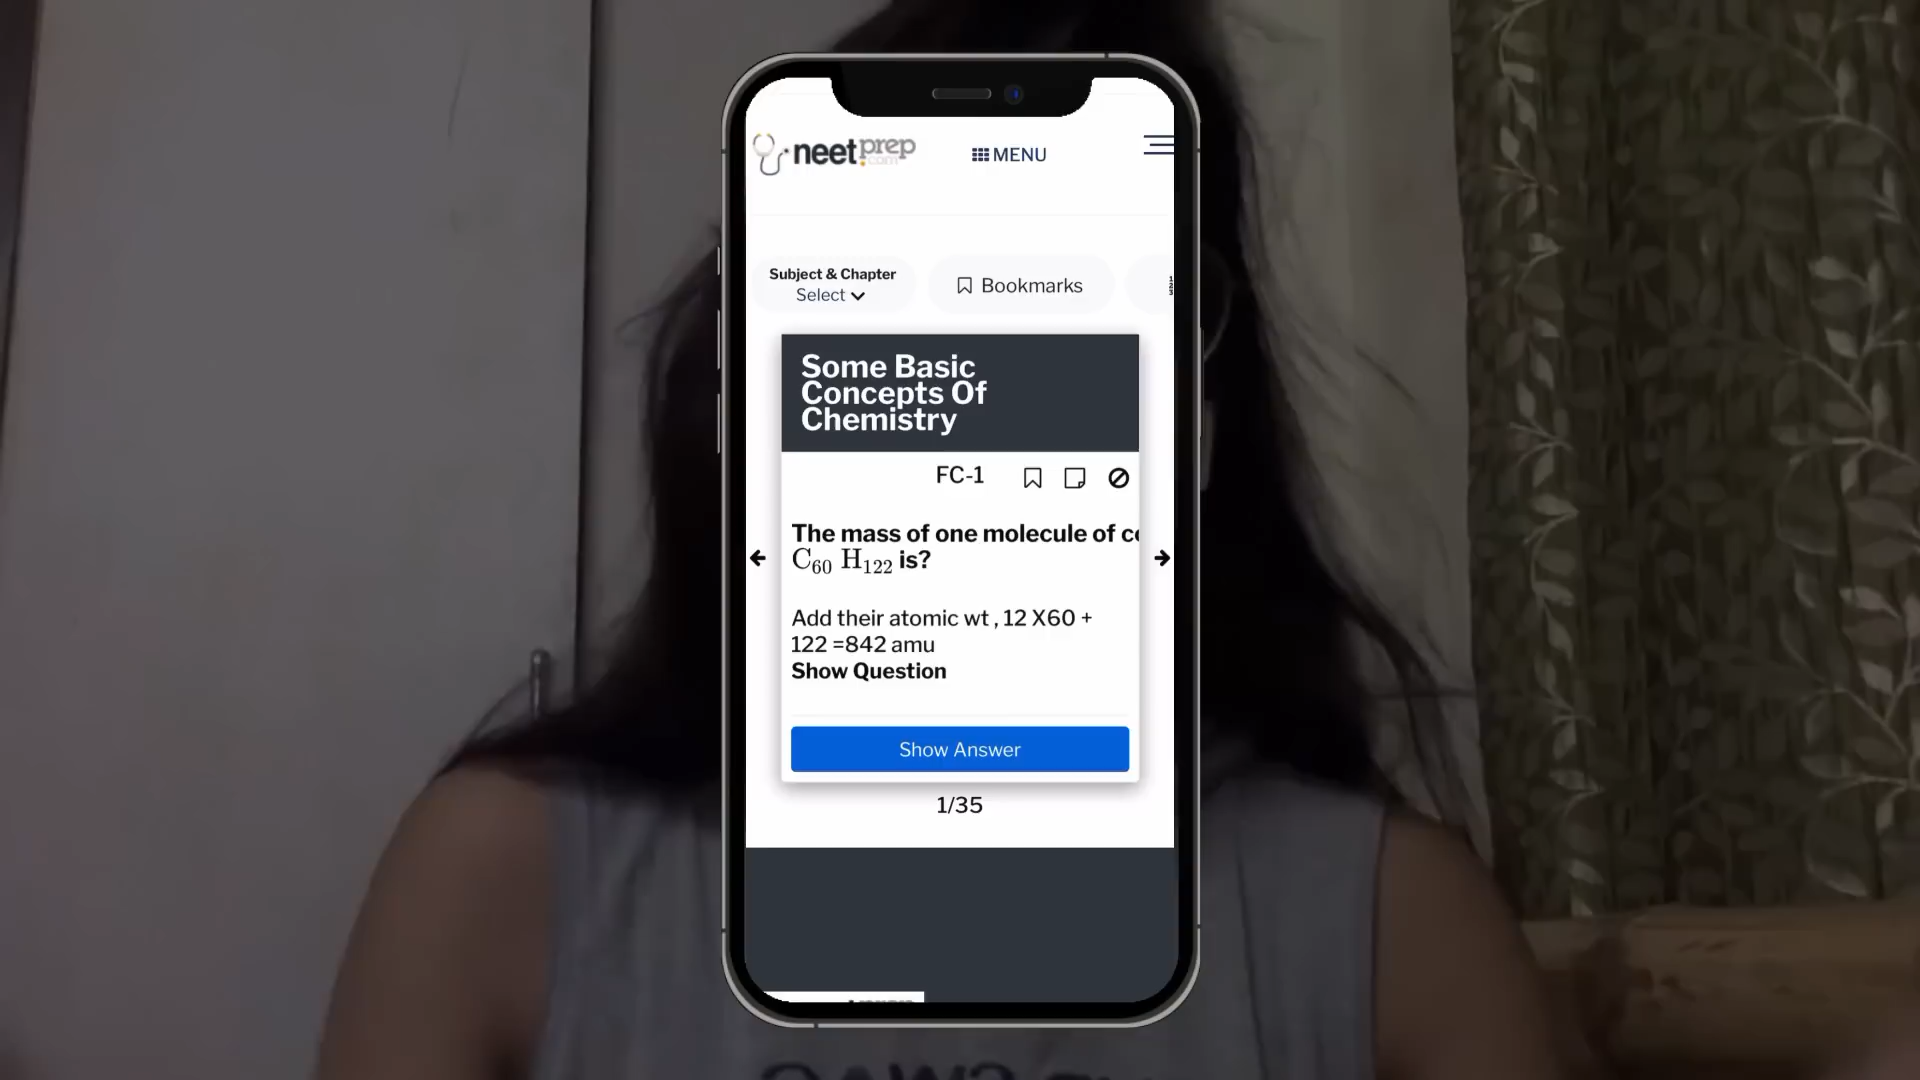 neetprep
.com
MENU
Subject & Chapter
Select
Bookmarks
Some Basic
Concepts Of
Chemistry
FC-1
The mass of one molecule of
C60 H122 is?
Add their atomic wt , 12 X60 +
122 =842 amu
Show Question
Show Answer
1/35